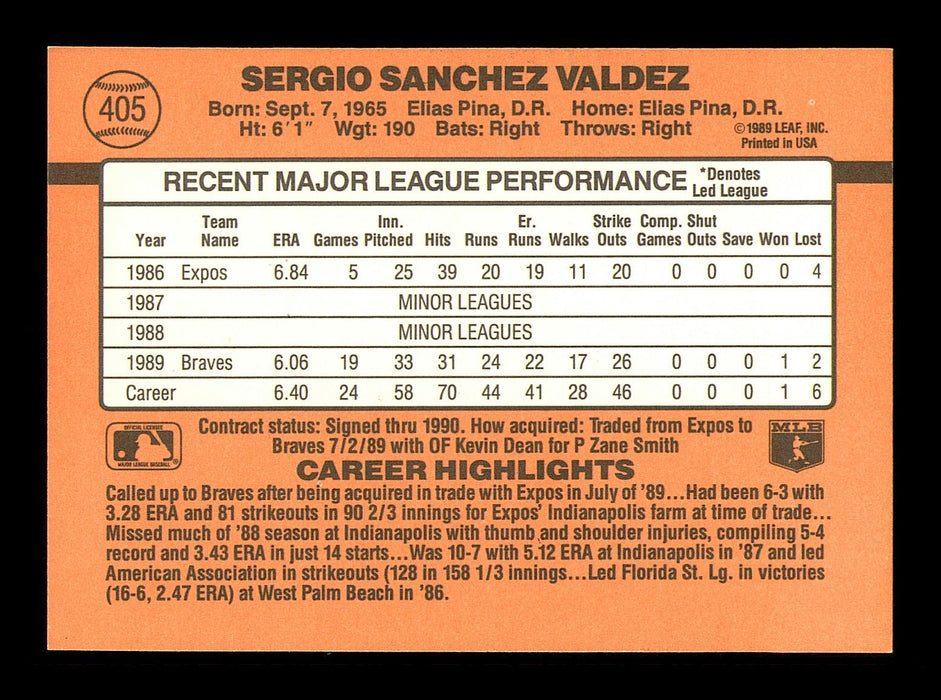 405
SERGIO SANCHEZ VALDEZ
Born: Sept. 7, 1965 Elias Pina, D.R. Home: Elias Pina, D.R.
Ht: 6'1" Wgt: 190 Bats: Right Throws: Right
©1989 LEAF, INC.
Printed in USA
RECENT MAJOR LEAGUE PERFORMANCE *Denotes
Led League
Team Inn. Er. Strike Comp. Shut
Year Name ERA Games Pitched Hits Runs Runs Walks Outs Games Outs Save Won Lost
1986 Expos 6.84 5 25 39 20 19 11 20 0 0 0 0 4
1987 MINOR LEAGUES
1988 MINOR LEAGUES
1989 Braves 6.06 19 33 31 24 22 17 26 0 0 0 1 2
Career 6.40 24 58 70 44 41 28 46 0 0 0 1 6
OFFICIAL LICENSEE
MAJOR LEAGUE BASEBALL
®
Contract status: Signed thru 1990. How acquired: Traded from Expos to
Braves 7/2/89 with OF Kevin Dean for P Zane Smith
MLB
CAREER HIGHLIGHTS
Called up to Braves after being acquired in trade with Expos in July of '89...Had been 6-3 with
3.28 ERA and 81 strikeouts in 90 2/3 innings for Expos' Indianapolis farm at time of trade...
Missed much of '88 season at Indianapolis with thumb and shoulder injuries, compiling 5-4
record and 3.43 ERA in just 14 starts...Was 10-7 with 5.12 ERA at Indianapolis in '87 and led
American Association in strikeouts (128 in 158 1/3 innings...Led Florida St. Lg. in victories
(16-6, 2.47 ERA) at West Palm Beach in '86.